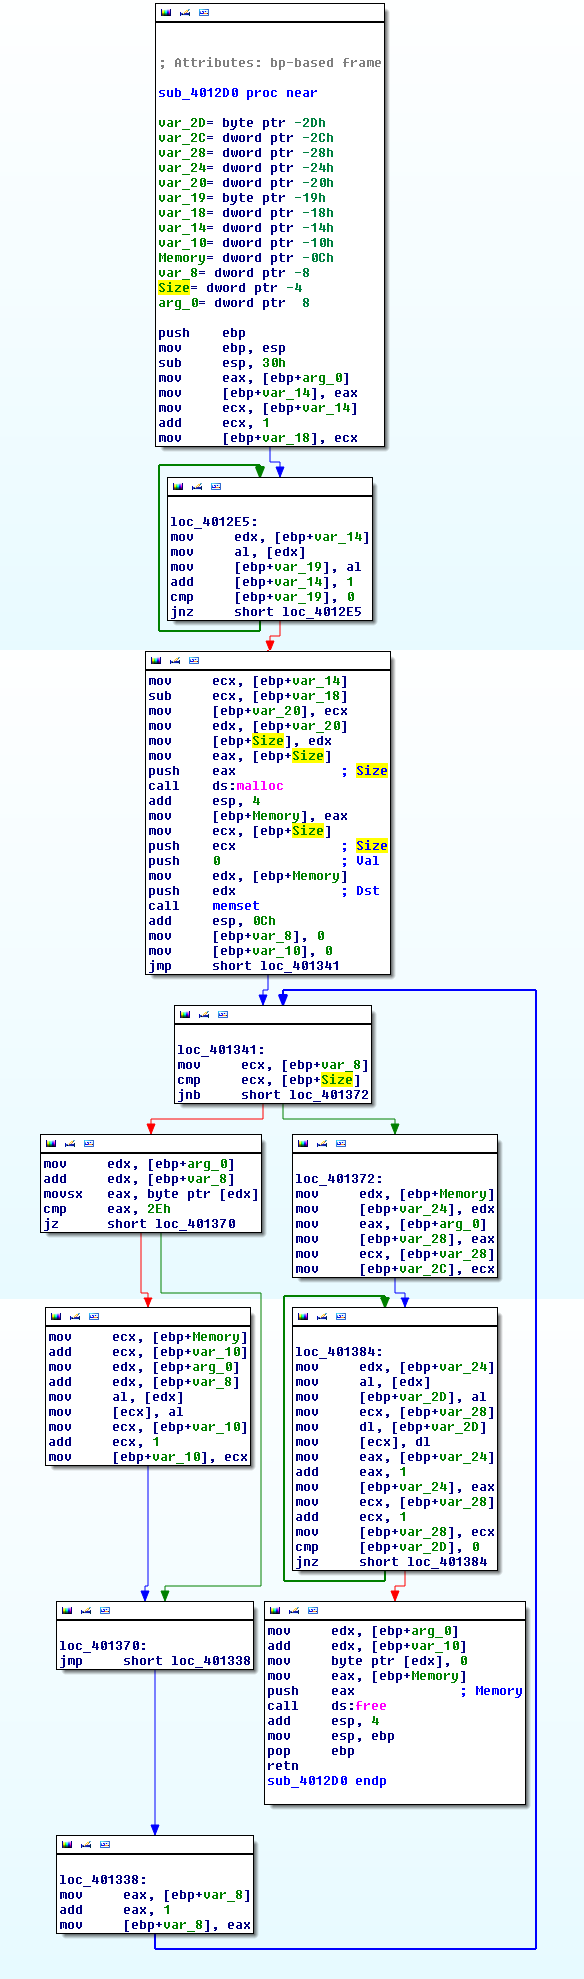 ; Attributes: bp-based frame
sub_4012D0 proc near
var_2D= byte ptr -2Dh
var_2C= dword ptr -2Ch
var_28= dword ptr -28h
var_24= dword ptr -24h
var_20= dword ptr -20h
var_19= byte ptr -19h
var_18= dword ptr -18h
var_14= dword ptr -14h
var_10= dword ptr -10h
Memory= dword ptr -0Ch
var_8= dword ptr -8
Size= dword ptr -4
arg_0= dword ptr  8
push    ebp
mov     ebp, esp
sub     esp, 30h
mov     eax, [ebp+arg_0]
mov     [ebp+var_14], eax
mov     ecx, [ebp+var_14]
add     ecx, 1
mov     [ebp+var_18], ecx
loc_4012E5:
mov     edx, [ebp+var_14]
mov     al, [edx]
mov     [ebp+var_19], al
add     [ebp+var_14], 1
cmp     [ebp+var_19], 0
jnz     short loc_4012E5
mov     ecx, [ebp+var_14]
sub     ecx, [ebp+var_18]
mov     [ebp+var_20], ecx
mov     edx, [ebp+var_20]
mov     [ebp+Size], edx
mov     eax, [ebp+Size]
push    eax             ; Size
call    ds:malloc
add     esp, 4
mov     [ebp+Memory], eax
mov     ecx, [ebp+Size]
push    ecx             ; Size
push    0               ; Val
mov     edx, [ebp+Memory]
push    edx             ; Dst
call    memset
add     esp, 0Ch
mov     [ebp+var_8], 0
mov     [ebp+var_10], 0
jmp     short loc_401341
loc_401341:
mov     ecx, [ebp+var_8]
cmp     ecx, [ebp+Size]
jnb     short loc_401372
mov     edx, [ebp+arg_0]
add     edx, [ebp+var_8]
movsx   eax, byte ptr [edx]
cmp     eax, 2Eh
jz      short loc_401370
loc_401372:
mov     edx, [ebp+Memory]
mov     [ebp+var_24], edx
mov     eax, [ebp+arg_0]
mov     [ebp+var_28], eax
mov     ecx, [ebp+var_28]
mov     [ebp+var_2C], ecx
mov     ecx, [ebp+Memory]
add     ecx, [ebp+var_10]
mov     edx, [ebp+arg_0]
add     edx, [ebp+var_8]
mov     al, [edx]
mov     [ecx], al
mov     ecx, [ebp+var_10]
add     ecx, 1
mov     [ebp+var_10], ecx
loc_401384:
mov     edx, [ebp+var_24]
mov     al, [edx]
mov     [ebp+var_2D], al
mov     ecx, [ebp+var_28]
mov     dl, [ebp+var_2D]
mov     [ecx], dl
mov     eax, [ebp+var_24]
add     eax, 1
mov     [ebp+var_24], eax
mov     ecx, [ebp+var_28]
add     ecx, 1
mov     [ebp+var_28], ecx
cmp     [ebp+var_2D], 0
jnz     short loc_401384
loc_401370:
jmp     short loc_401338
mov     edx, [ebp+arg_0]
add     edx, [ebp+var_10]
mov     byte ptr [edx], 0
mov     eax, [ebp+Memory]
push    eax             ; Memory
call    ds:free
add     esp, 4
mov     esp, ebp
pop     ebp
retn
sub_4012D0 endp
loc_401338:
mov     eax, [ebp+var_8]
add     eax, 1
mov     [ebp+var_8], eax